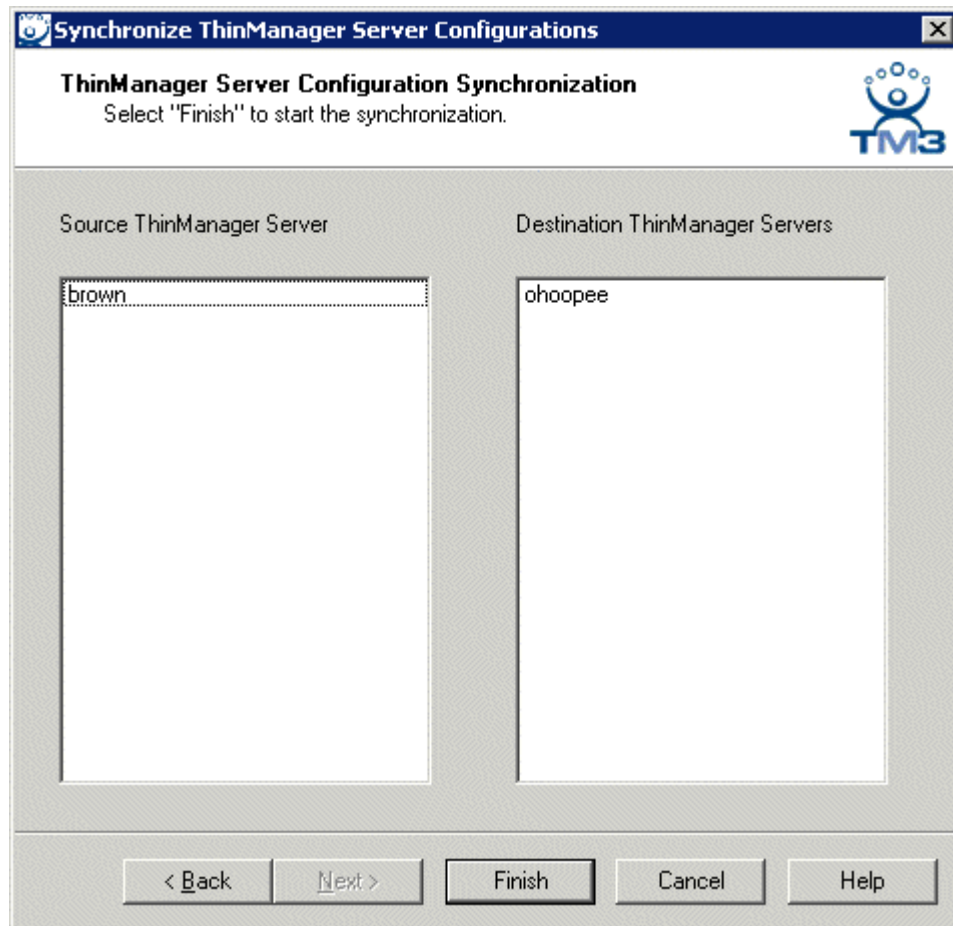 Synchronize ThinManager Server Configurations
ThinManager Server Configuration Synchronization
Select "Finish" to start the synchronization.
TM3
Source ThinManager Server
Destination ThinManager Servers
brown
ohoopee
< Back
Next >
Finish
Cancel
Help